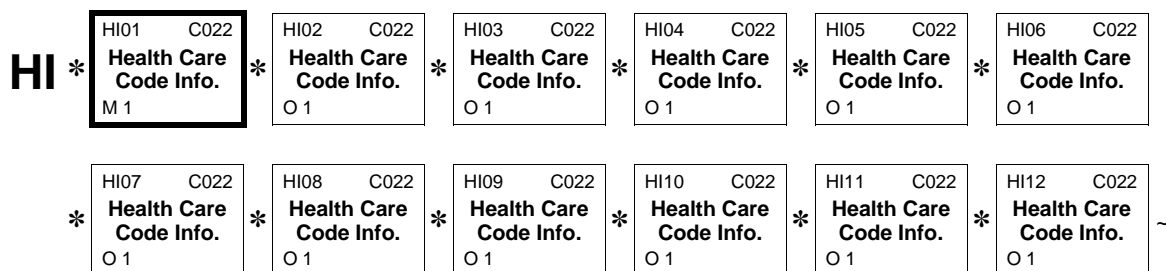 HI * HI01 C022 * HI02 C022 * HI03 C022 * HI04 C022 * HI05 C022 * HI06 C022
Health Care Health Care Health Care Health Care Health Care Health Care
Code Info. Code Info. Code Info. Code Info. Code Info. Code Info.
M 1 O 1 O 1 O 1 O 1 O 1
* HI07 C022 * HI08 C022 * HI09 C022 * HI10 C022 * HI11 C022 * HI12 C022 ~
Health Care Health Care Health Care Health Care Health Care Health Care
Code Info. Code Info. Code Info. Code Info. Code Info. Code Info.
O 1 O 1 O 1 O 1 O 1 O 1